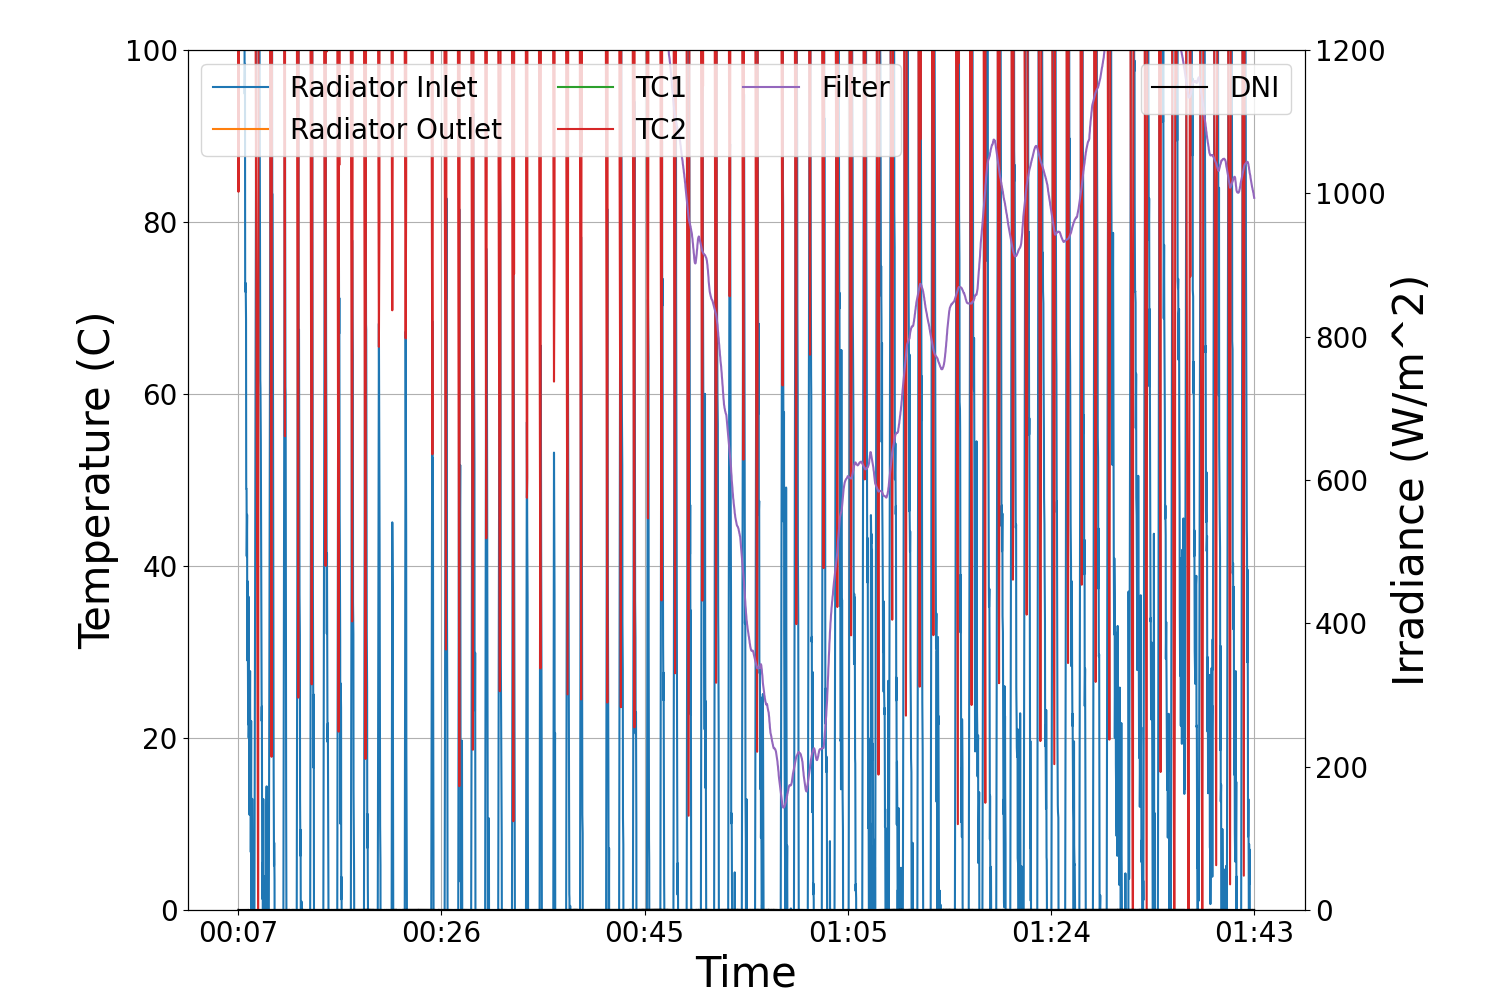 100
80
60
40
20
0
Temperature (C)
Radiator Inlet
Radiator Outlet
TC1
TC2
Filter
DNI
1200
1000
800
600
400
200
0
Irradiance (W/m^2)
00:07
00:26
00:45
01:05
01:24
01:43
Time